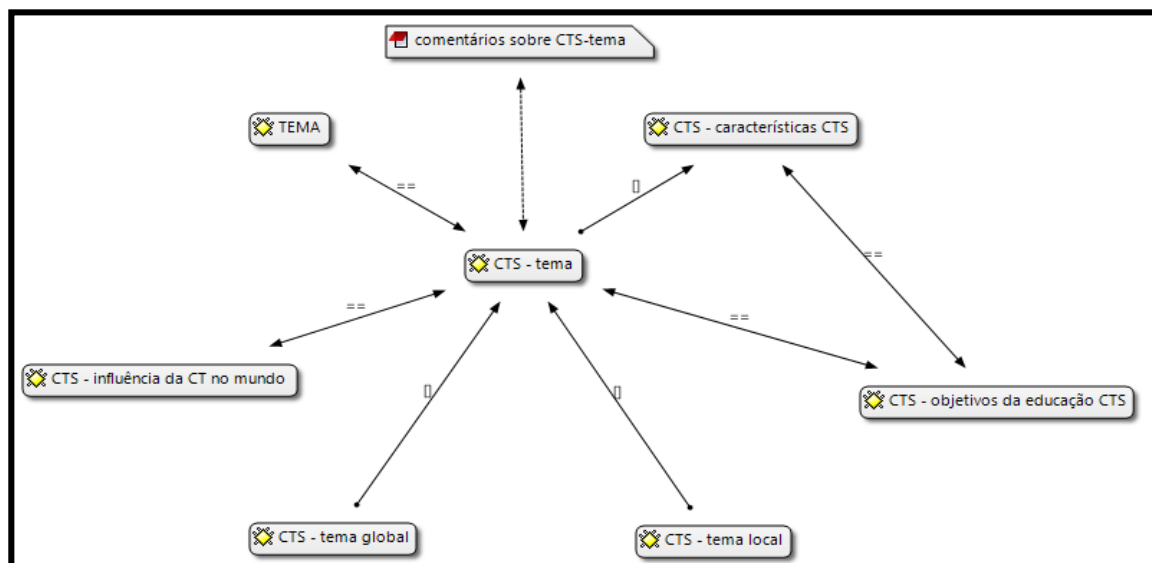 comentários sobre CTS-tema
TEMA
CTS - características CTS
==
[]
CTS - tema
==
==
==
CTS - influência da CT no mundo
[]
[]
CTS - objetivos da educação CTS
CTS - tema global
CTS - tema local